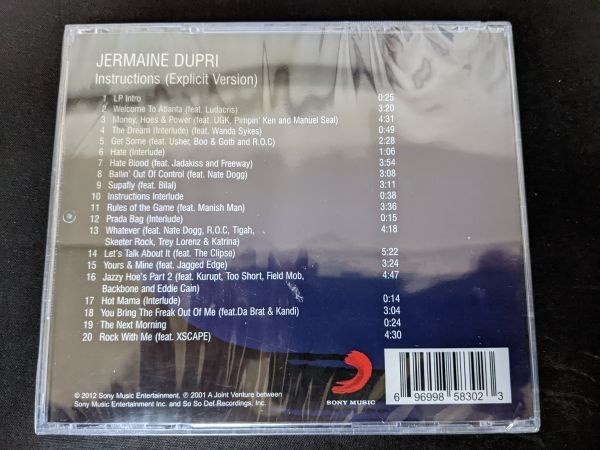 JERMAINE DUPRI
Instructions (Explicit Version)
1 LP Intro 0:25
2 Welcome To Atlanta (feat. Ludacris) 3:20
3 Money, Hoes & Power (feat. UGK, Pimpin' Ken and Manuel Seal) 4:31
4 The Dream (Interlude) (feat. Wanda Sykes) 0:49
5 Get Some (feat. Usher, Boo & Gotti and R.O.C) 2:28
6 Hate (Interlude) 1:06
7 Hate Blood (feat. Jadakiss and Freeway) 3:54
8 Ballin' Out Of Control (feat. Nate Dogg) 3:08
9 Supafly (feat. Bilal) 3:11
10 Instructions Interlude 0:38
11 Rules of the Game (feat. Manish Man) 3:36
12 Prada Bag (Interlude) 0:15
13 Whatever (feat. Nate Dogg, R.O.C, Tigah, 4:18
Skeeter Rock, Trey Lorenz & Katrina)
14 Let's Talk About It (feat. The Clipse) 5:22
15 Yours & Mine (feat. Jagged Edge) 3:24
16 Jazzy Hoe's Part 2 (feat. Kurupt, Too Short, Field Mob, 4:47
Backbone and Eddie Cain)
17 Hot Mama (Interlude) 0:14
18 You Bring The Freak Out Of Me (feat.Da Brat & Kandi) 3:04
19 The Next Morning 0:24
20 Rock With Me (feat. XSCAPE) 4:30
© 2012 Sony Music Entertainment. ℗ 2001 A Joint Venture between
Sony Music Entertainment Inc. and So So Def Recordings, Inc.
SONY MUSIC
6 96998 58302 3